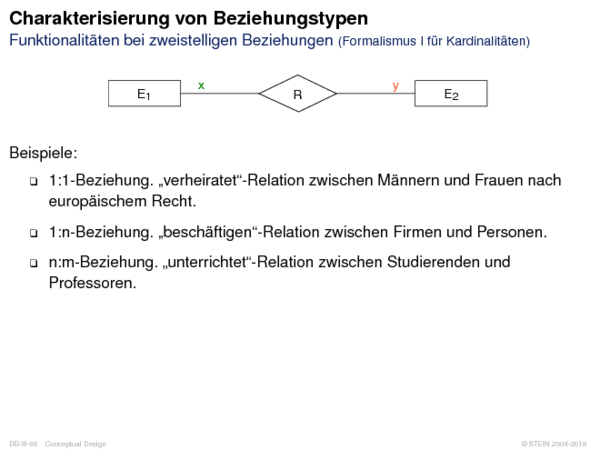 Charakterisierung von Beziehungstypen
Funktionalitäten bei zweistelligen Beziehungen (Formalismus I für Kardinalitäten)
E1 x R y E2
Beispiele:
❑ 1:1-Beziehung. „verheiratet“-Relation zwischen Männern und Frauen nach
europäischem Recht.
❑ 1:n-Beziehung. „beschäftigen“-Relation zwischen Firmen und Personen.
❑ n:m-Beziehung. „unterrichtet“-Relation zwischen Studierenden und
Professoren.
DB:III-65 Conceptual Design © STEIN 2004-2018